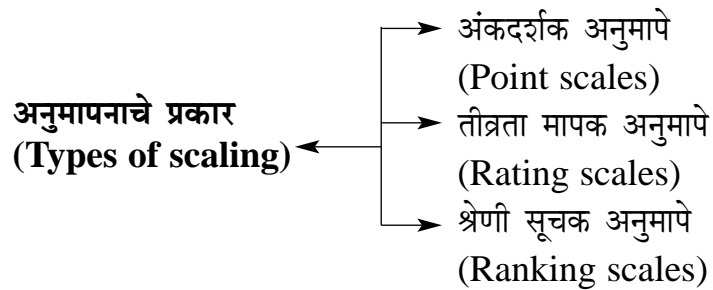 अनुमापनाचे प्रकार
(Types of scaling)
अंकदर्शक अनुमापे
(Point scales)
तीव्रता मापक अनुमापे
(Rating scales)
श्रेणी सूचक अनुमापे
(Ranking scales)